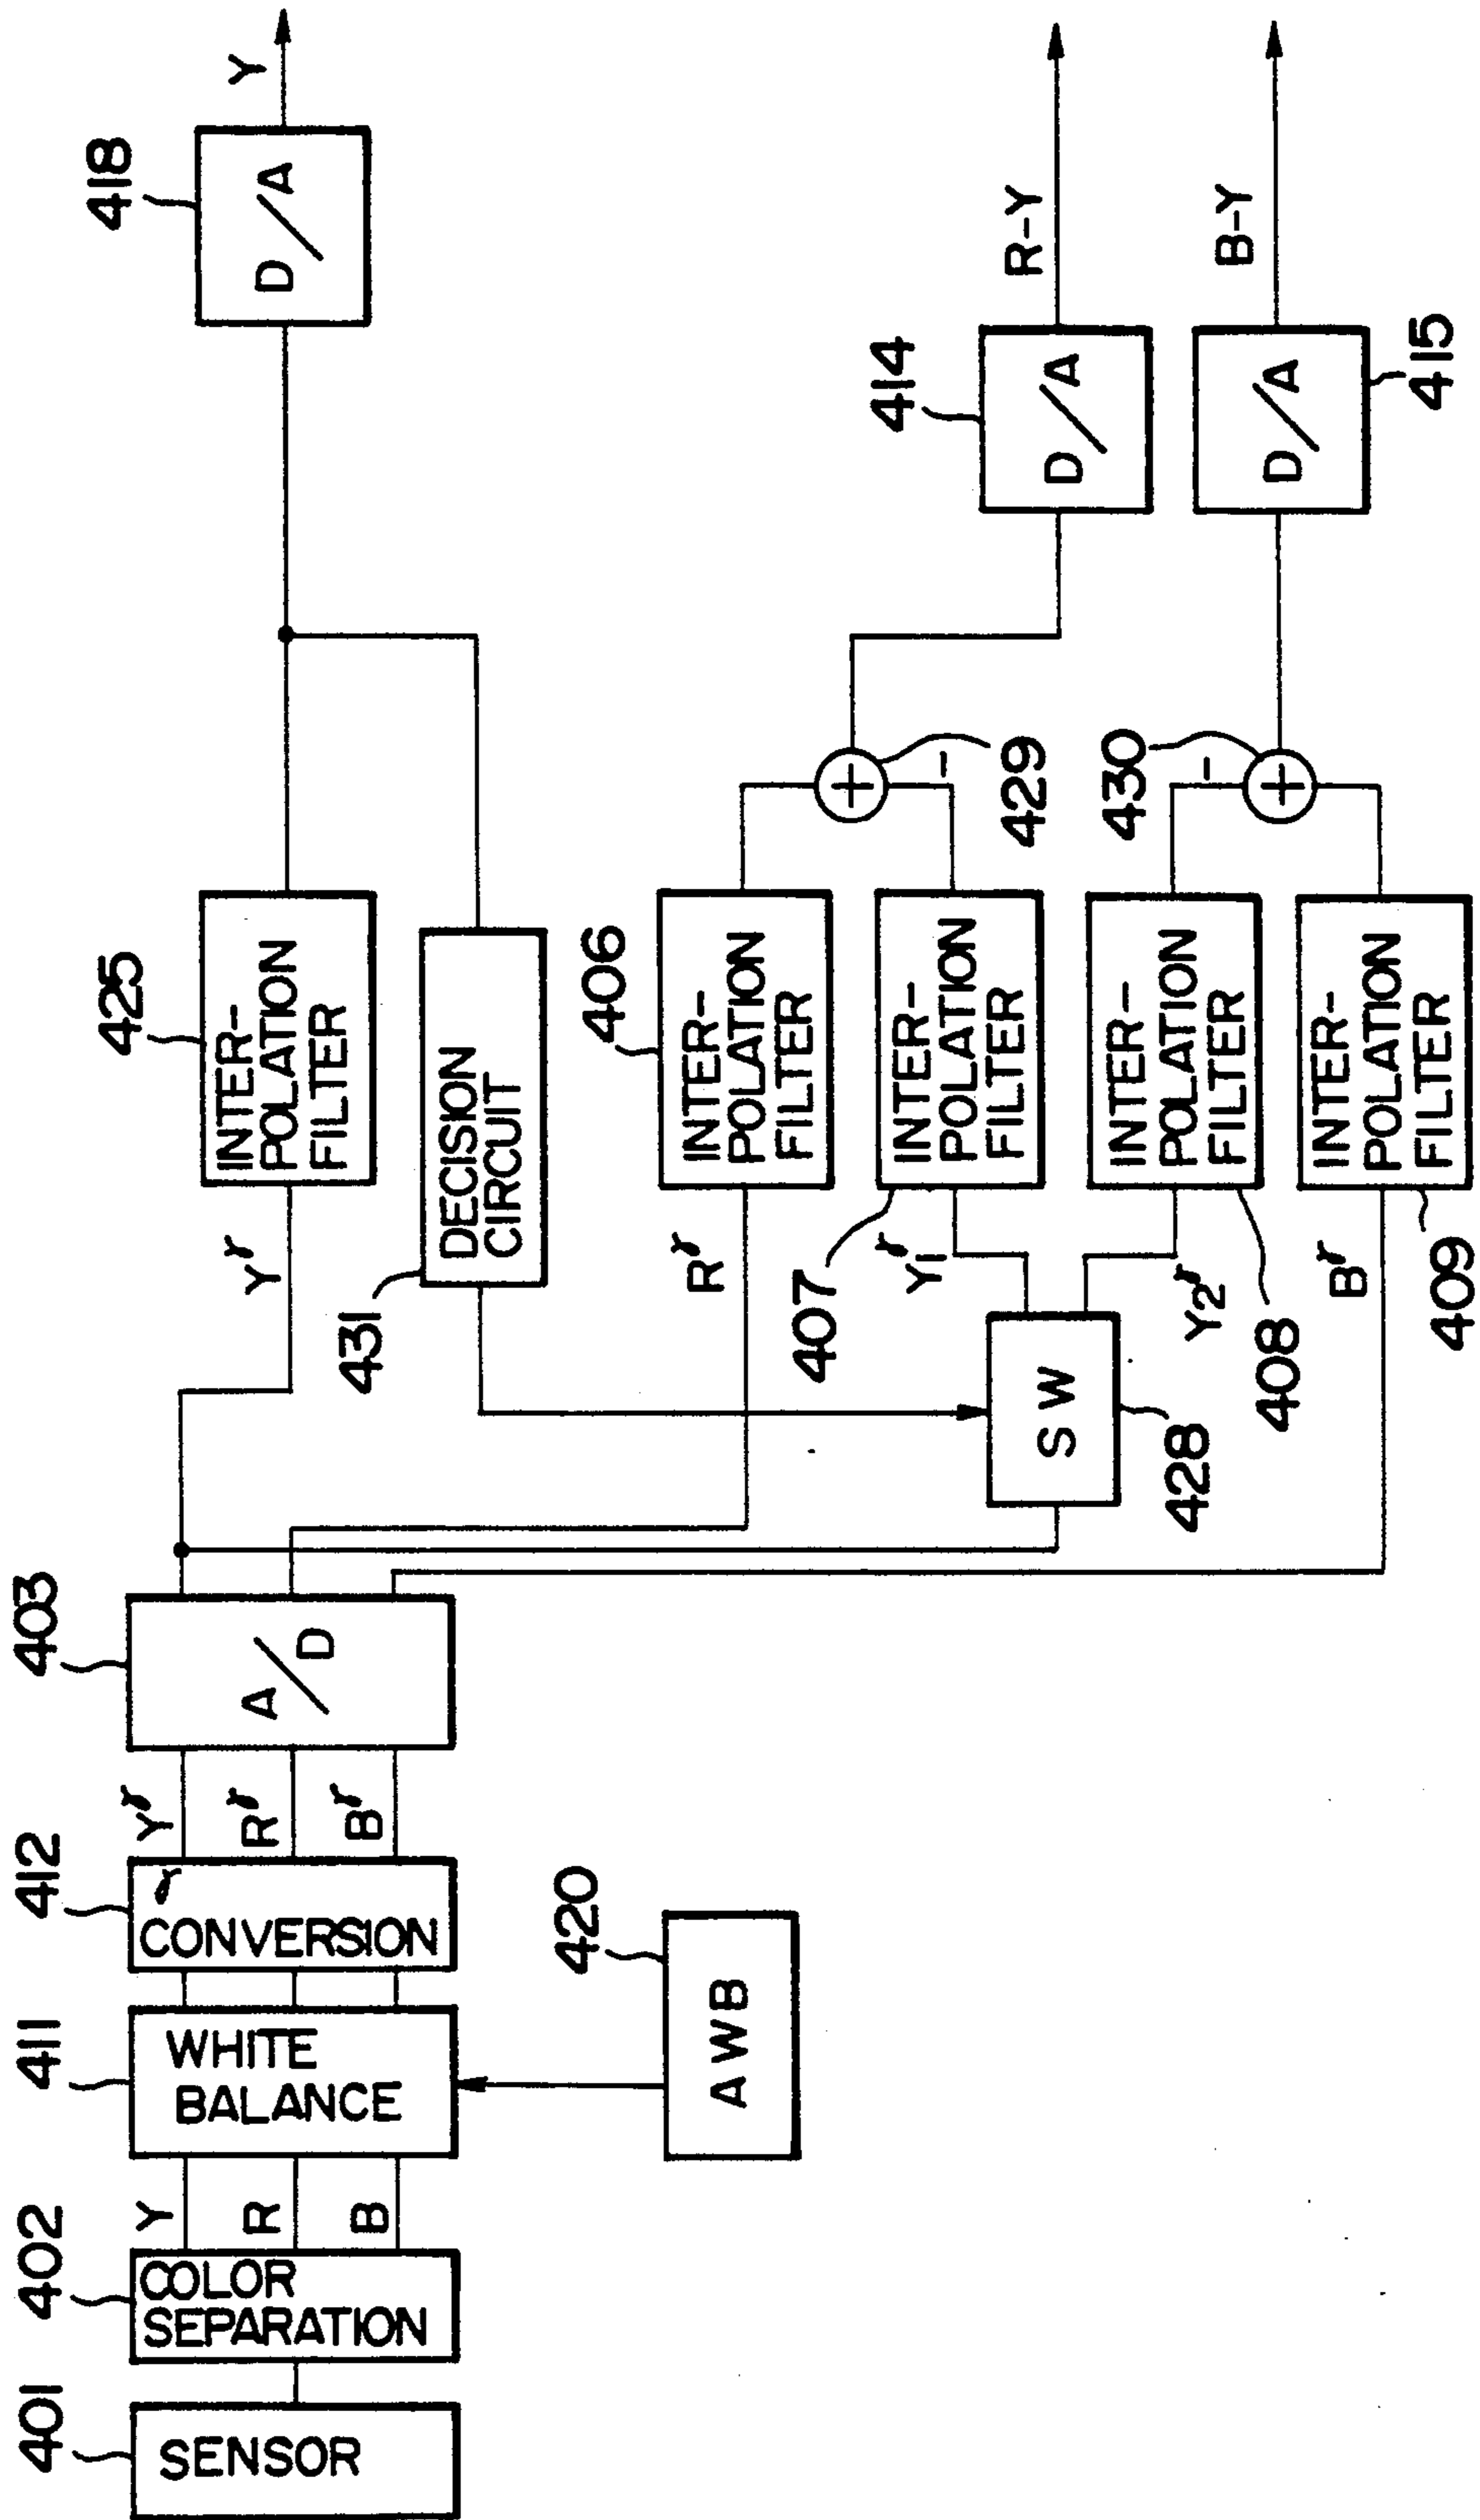 401
SENSOR
402
COLOR
SEPARATION
Y
R
B
411
WHITE
BALANCE
420
AWB
412
γ
CONVERSION
Yγ
Rγ
Bγ
403
A/D
Yγ
425
INTER-
POLATION
FILTER
431
DECISION
CIRCUIT
418
D/A
Y
428
SW
Rγ
406
INTER-
POLATION
FILTER
Y1γ
407
INTER-
POLATION
FILTER
Y2γ
408
INTER-
POLATION
FILTER
Bγ
409
INTER-
POLATION
FILTER
+
-
429
-
+
430
414
D/A
R-Y
415
D/A
B-Y